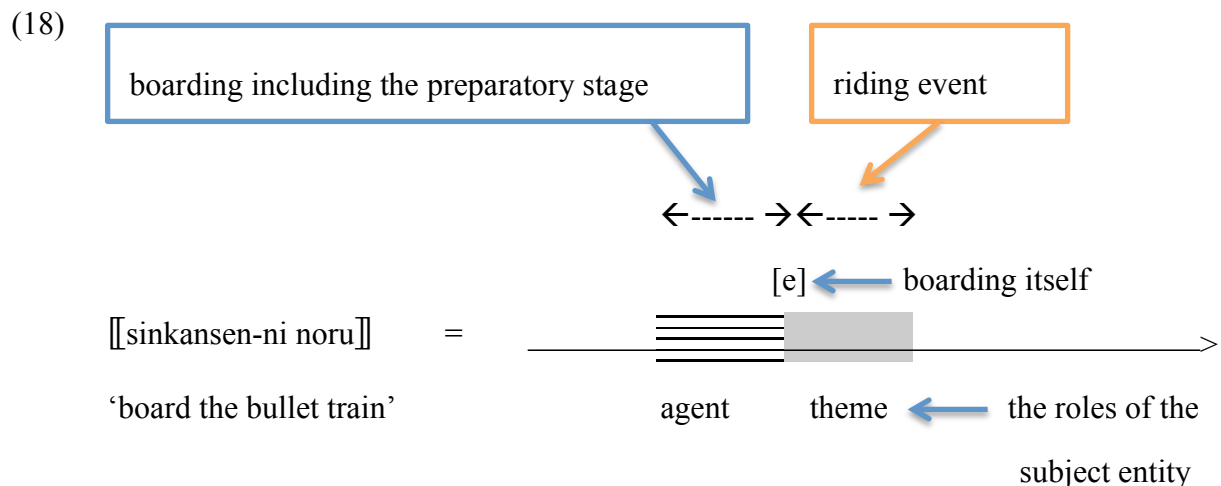 (18)
boarding including the preparatory stage riding event
←------ →←----- →
[e] boarding itself
⟦sinkansen-ni noru⟧ =
‘board the bullet train’ agent theme the roles of the
subject entity